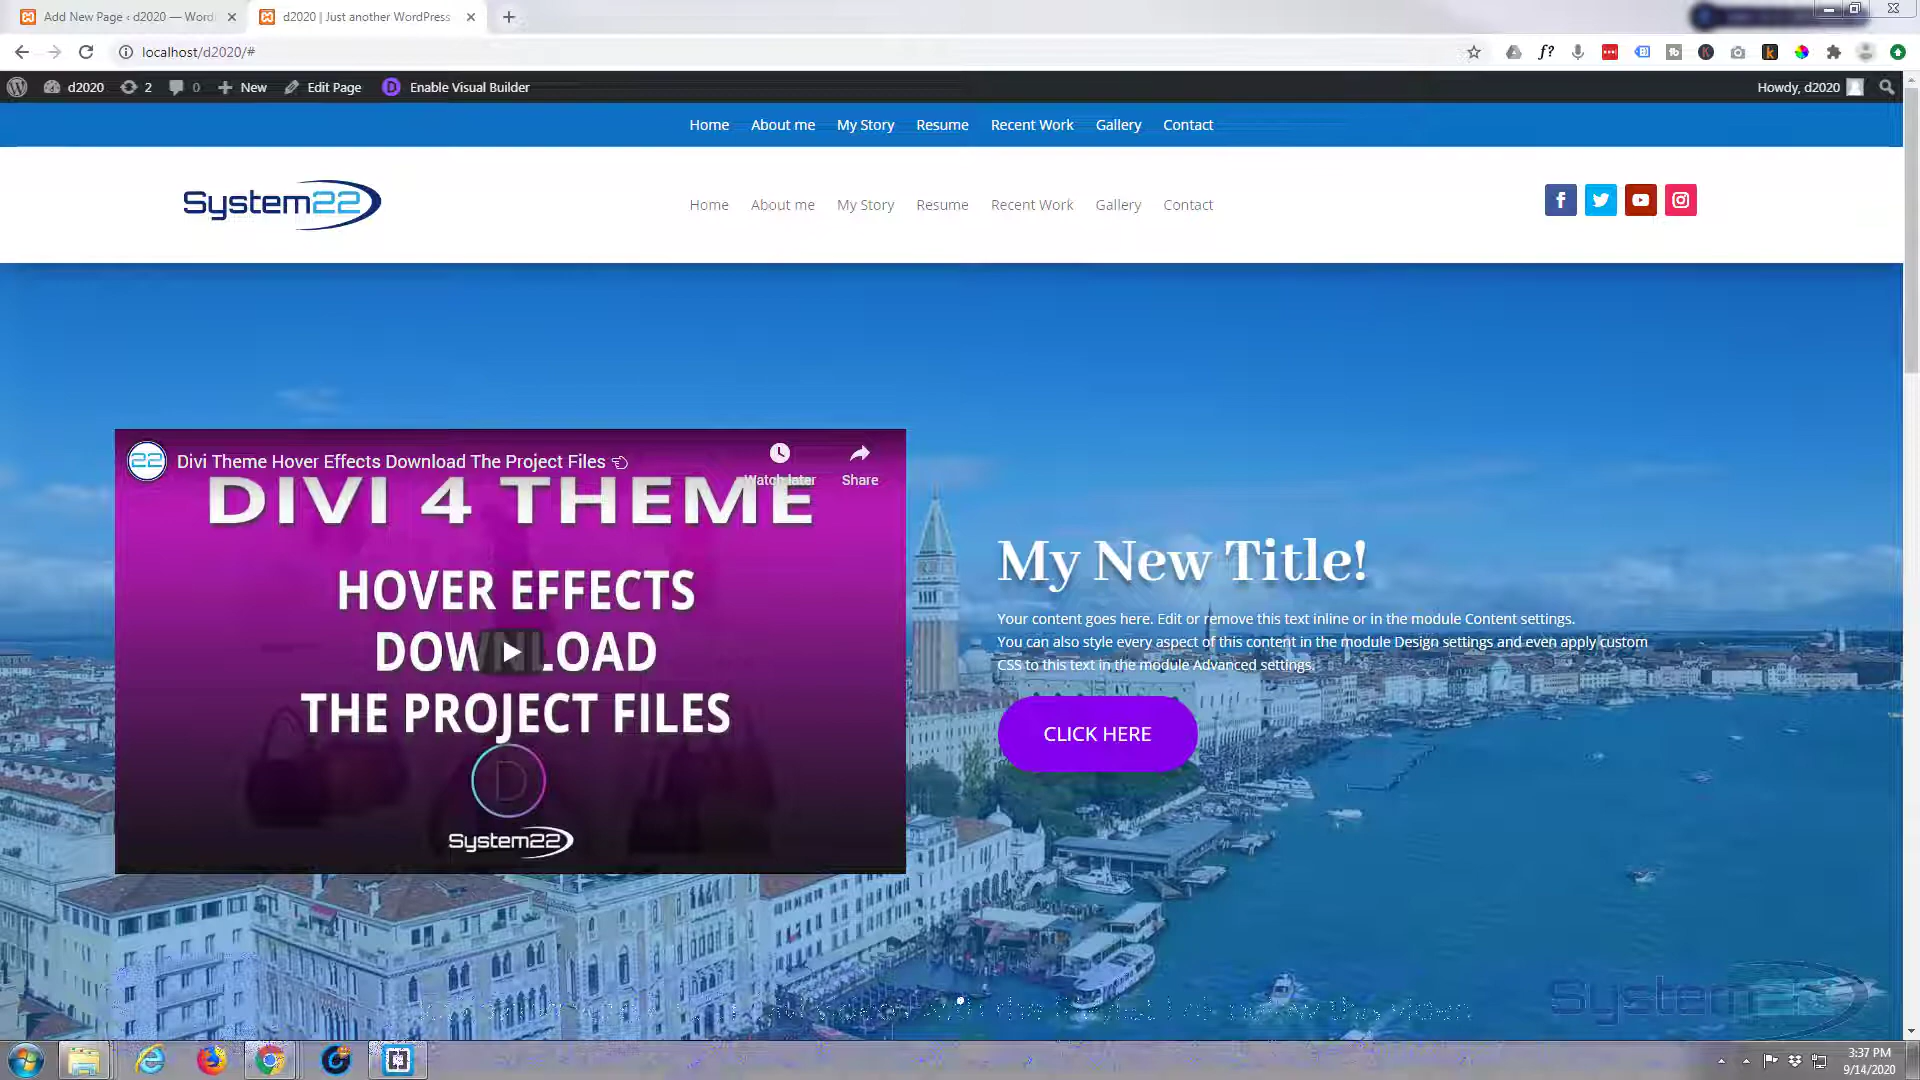 Add New Page ‹ d2020 — Word
d2020 | Just another WordPress
localhost/d2020/#
d2020
2
0
New
Edit Page
Enable Visual Builder
Howdy, d2020
Home About me My Story Resume Recent Work Gallery Contact
System22
Home About me My Story Resume Recent Work Gallery Contact
22
Divi Theme Hover Effects Download The Project Files
Watch later
Share
DIVI 4 THEME
HOVER EFFECTS
DOWNLOAD
THE PROJECT FILES
D
System22
My New Title!
Your content goes here. Edit or remove this text inline or in the module Content settings.
You can also style every aspect of this content in the module Design settings and even apply custom
CSS to this text in the module Advanced settings.
CLICK HERE
System22
3:37 PM
9/14/2020